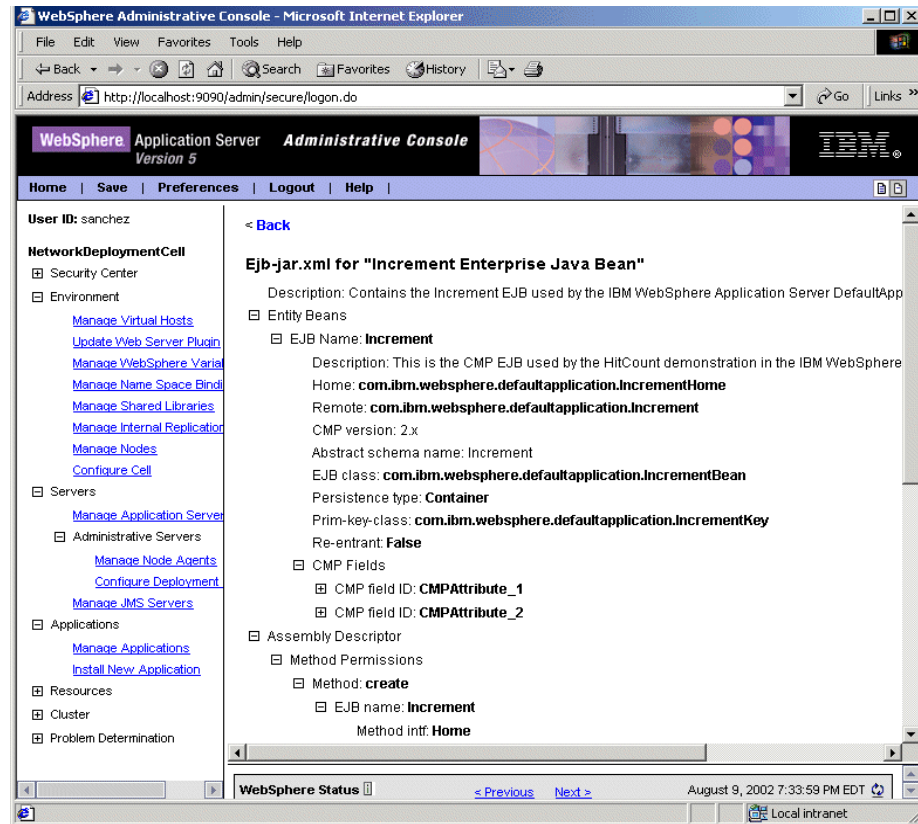 WebSphere Administrative Console - Microsoft Internet Explorer
File Edit View Favorites Tools Help
Back Search Favorites History
Address http://localhost:9090/admin/secure/logon.do Go Links »
WebSphere Application Server Administrative Console
Version 5
IBM
Home | Save | Preferences | Logout | Help |
User ID: sanchez
NetworkDeploymentCell
Security Center
Environment
Manage Virtual Hosts
Update Web Server Plugin
Manage WebSphere Varial
Manage Name Space Bindi
Manage Shared Libraries
Manage Internal Replication
Manage Nodes
Configure Cell
Servers
Manage Application Server
Administrative Servers
Manage Node Agents
Configure Deployment
Manage JMS Servers
Applications
Manage Applications
Install New Application
Resources
Cluster
Problem Determination
< Back
Ejb-jar.xml for "Increment Enterprise Java Bean"
Description: Contains the Increment EJB used by the IBM WebSphere Application Server DefaultApp
Entity Beans
EJB Name: Increment
Description: This is the CMP EJB used by the HitCount demonstration in the IBM WebSphere
Home: com.ibm.websphere.defaultapplication.IncrementHome
Remote: com.ibm.websphere.defaultapplication.Increment
CMP version: 2.x
Abstract schema name: Increment
EJB class: com.ibm.websphere.defaultapplication.IncrementBean
Persistence type: Container
Prim-key-class: com.ibm.websphere.defaultapplication.IncrementKey
Re-entrant: False
CMP Fields
CMP field ID: CMPAttribute_1
CMP field ID: CMPAttribute_2
Assembly Descriptor
Method Permissions
Method: create
EJB name: Increment
Method intf: Home
WebSphere Status i < Previous Next > August 9, 2002 7:33:59 PM EDT
Local intranet